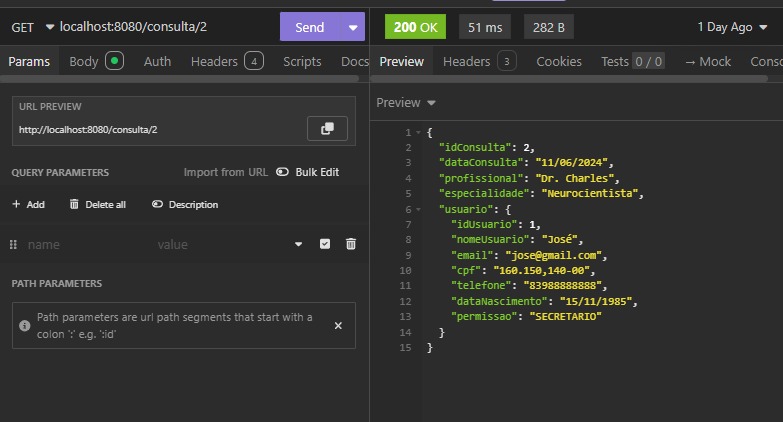 GET localhost:8080/consulta/2 Send
200 OK 51 ms 282 B 1 Day Ago
Params Body Auth Headers 4 Scripts Docs
Preview Headers 3 Cookies Tests 0 / 0 → Mock Consc
URL PREVIEW
http://localhost:8080/consulta/2
QUERY PARAMETERS Import from URL Bulk Edit
+ Add Delete all Description
name value
PATH PARAMETERS
Path parameters are url path segments that start with a
colon ':' e.g. ':id'
Preview
1 {
2 "idConsulta": 2,
3 "dataConsulta": "11/06/2024",
4 "profissional": "Dr. Charles",
5 "especialidade": "Neurocientista",
6 "usuario": {
7 "idUsuario": 1,
8 "nomeUsuario": "José",
9 "email": "jose@gmail.com",
10 "cpf": "160.150,140-00",
11 "telefone": "83988888888",
12 "dataNascimento": "15/11/1985",
13 "permissao": "SECRETARIO"
14 }
15 }